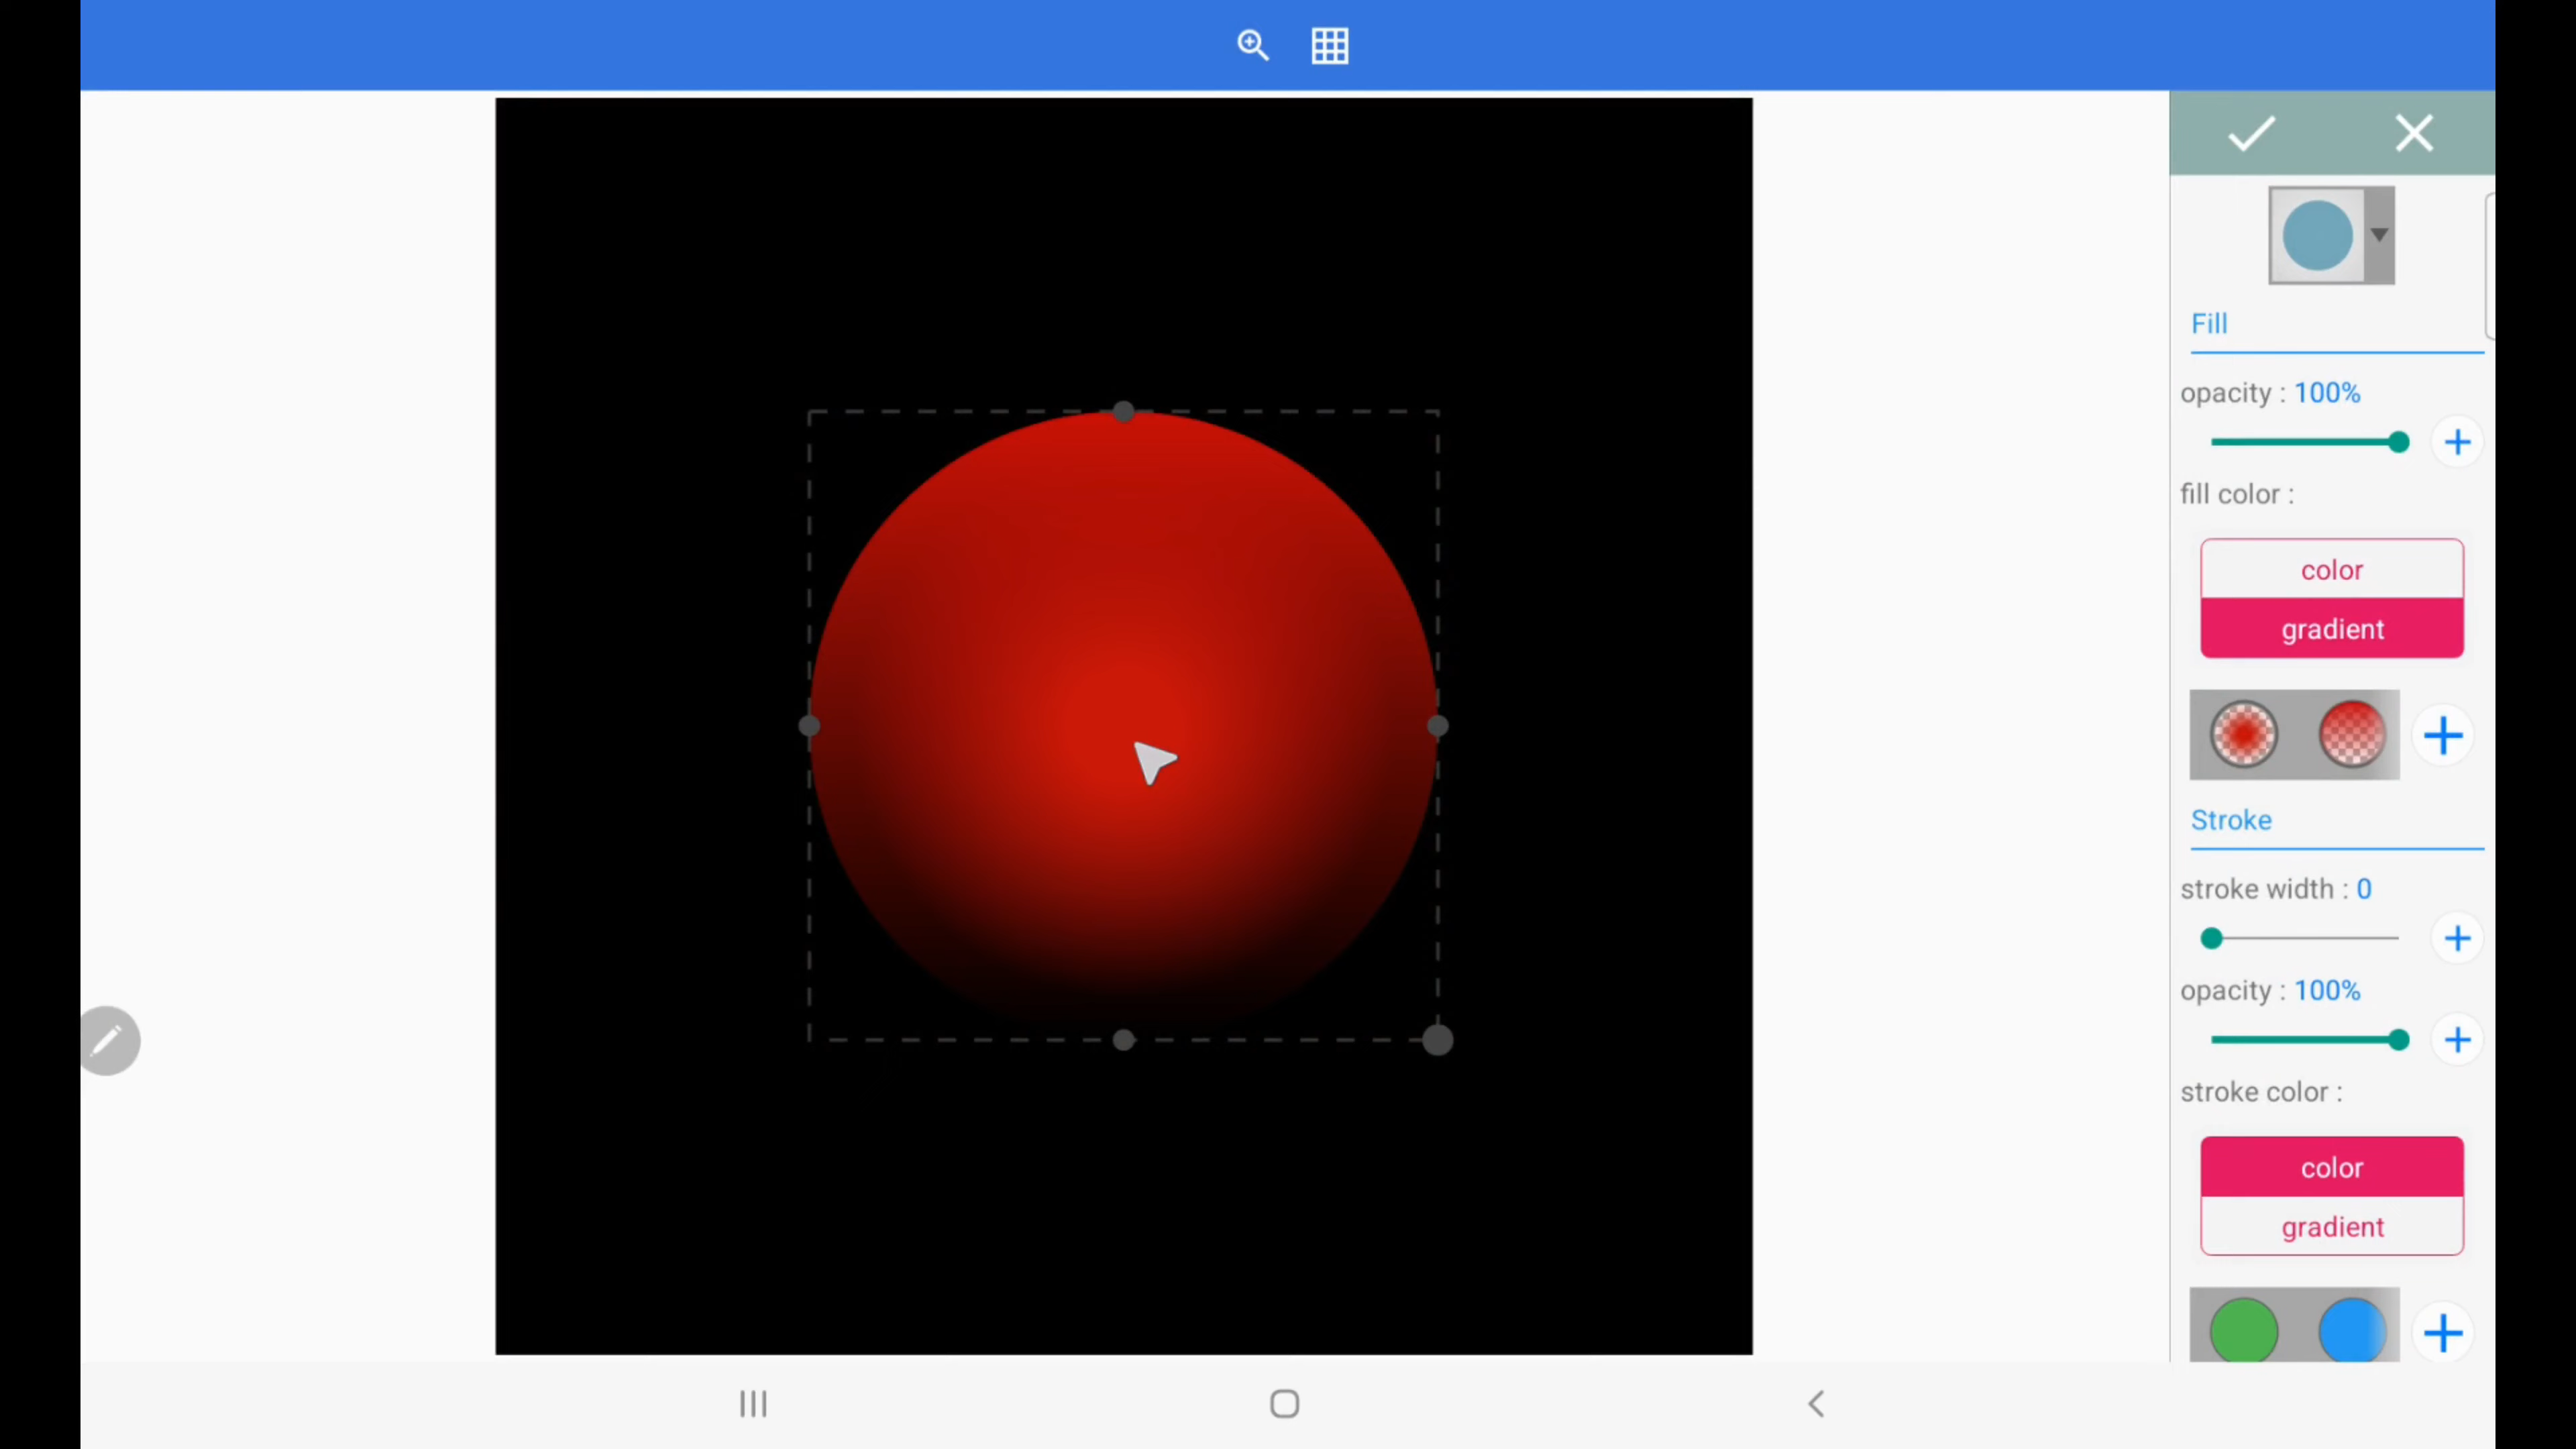 Fill
opacity : 100%
fill color :
color
gradient
Stroke
stroke width : 0
opacity : 100%
stroke color :
color
gradient